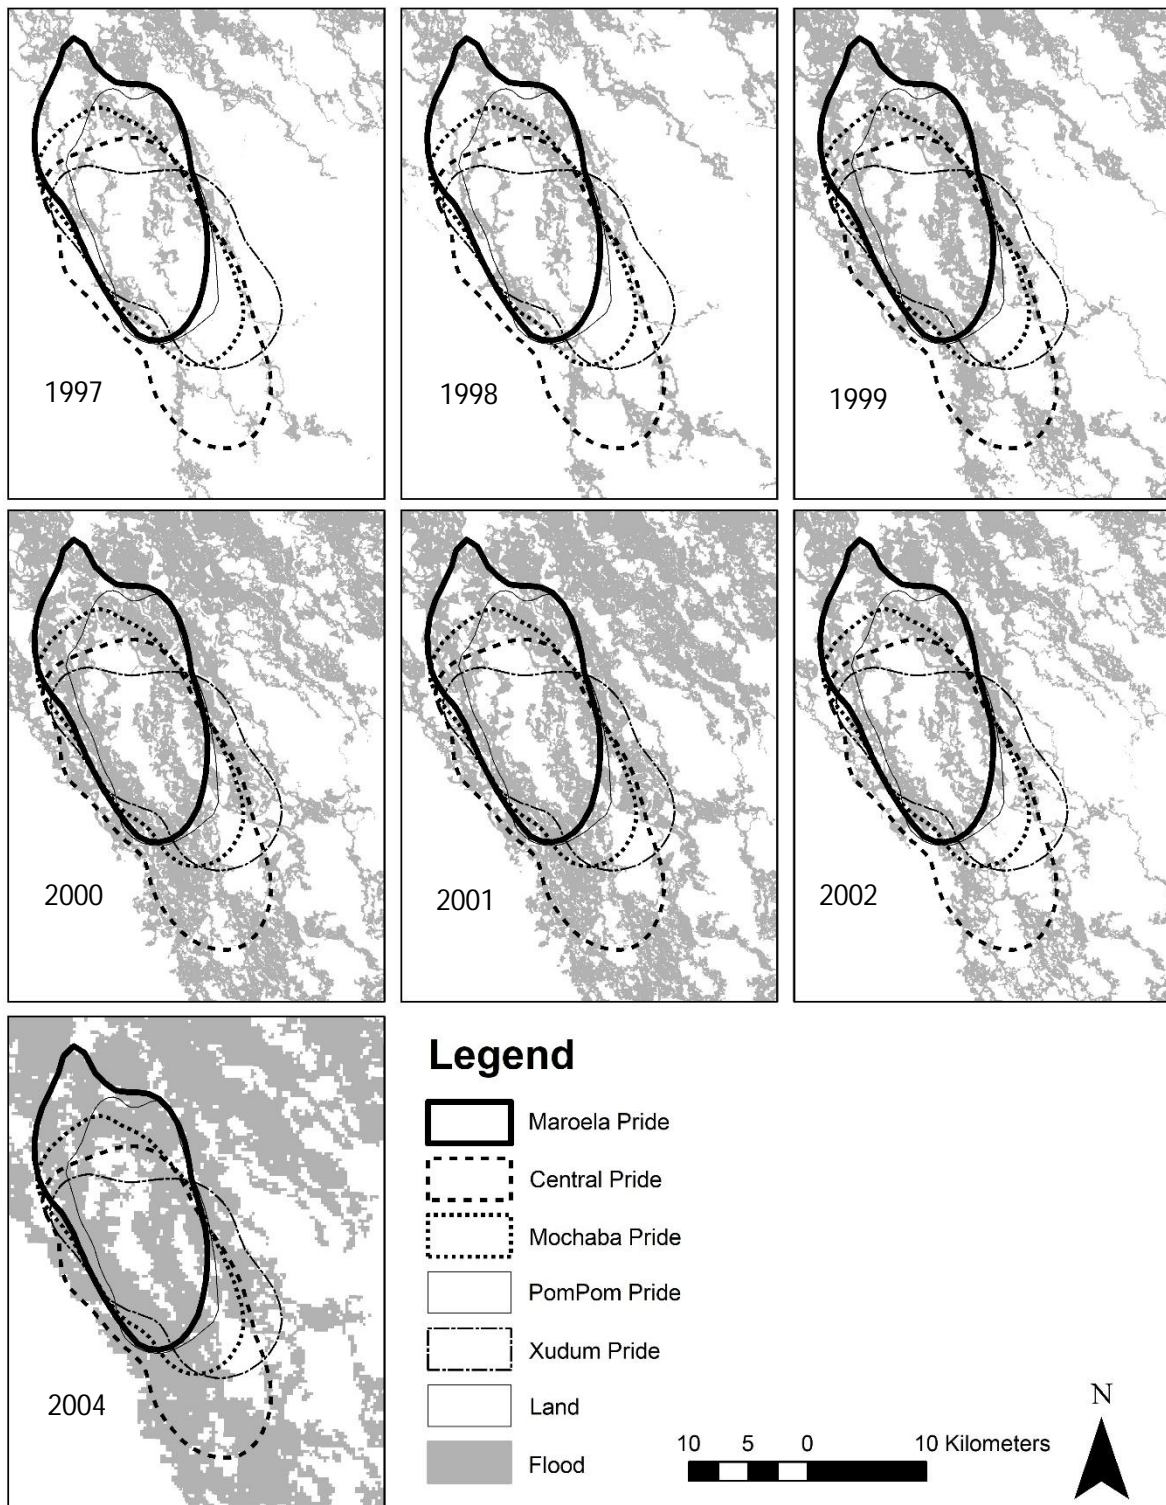 1997
1998
1999
2000
2001
2002
2004
Legend
Maroela Pride
Central Pride
Mochaba Pride
PomPom Pride
Xudum Pride
Land
Flood
10 5 0 10 Kilometers
N